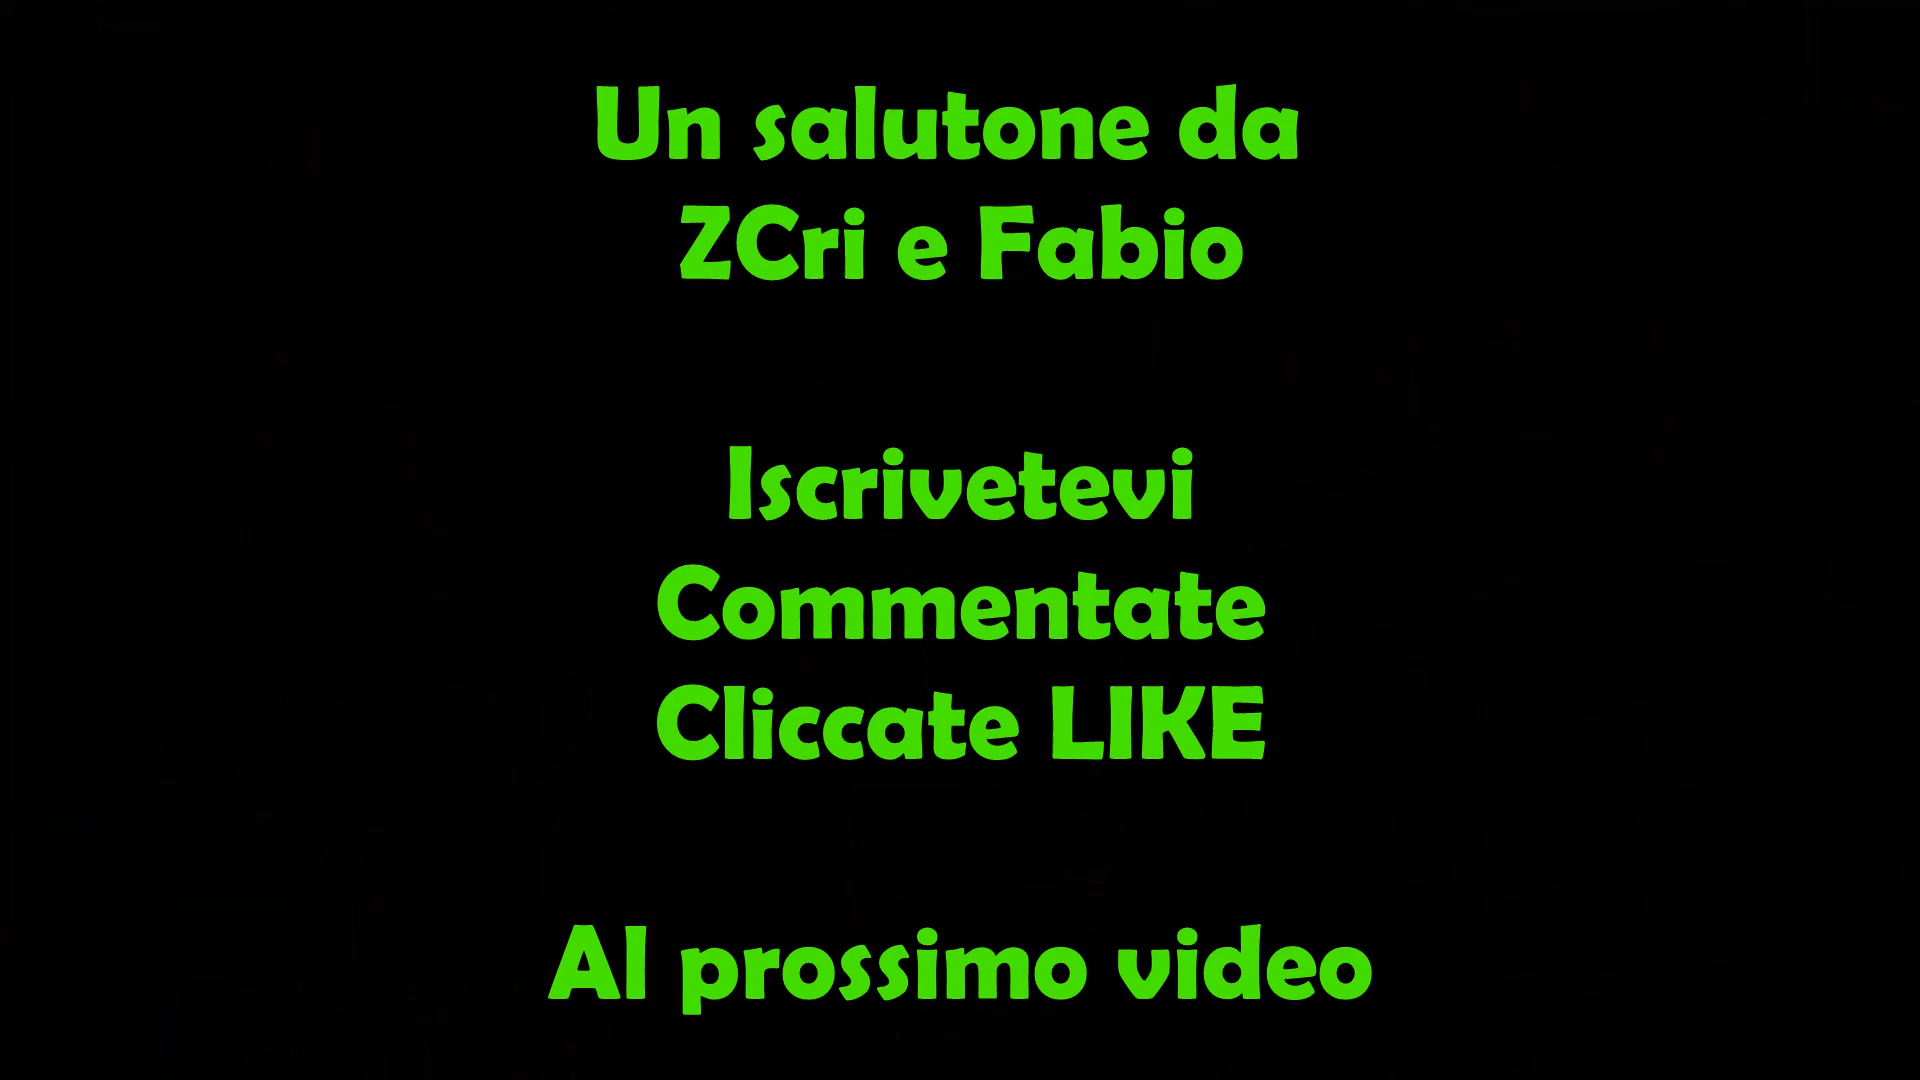 Un salutone da
ZCri e Fabio
Iscrivetevi
Commentate
Cliccate LIKE
Al prossimo video